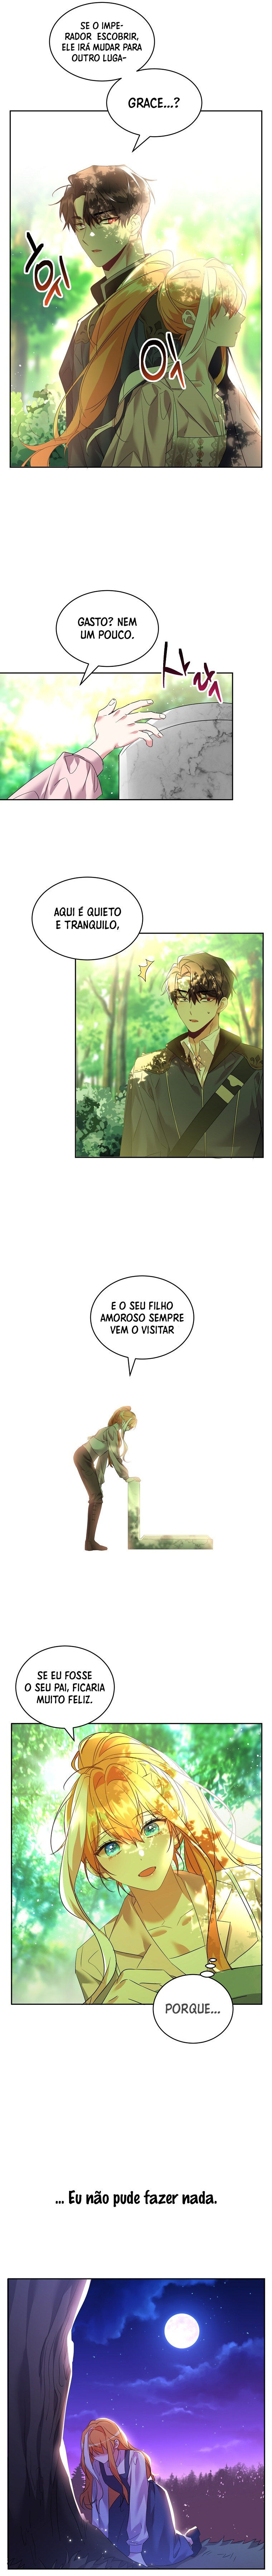 SE O IMPE-
RADOR ESCOBRIR,
ELE IRÁ MUDAR PARA
OUTRO LUGA-
GRACE...?
GASTO? NEM
UM POUCO.
AQUI É QUIETO
E TRANQUILO,
E O SEU FILHO
AMOROSO SEMPRE
VEM O VISITAR
SE EU FOSSE
O SEU PAI, FICARIA
MUITO FELIZ.
PORQUE...
... Eu não pude fazer nada.